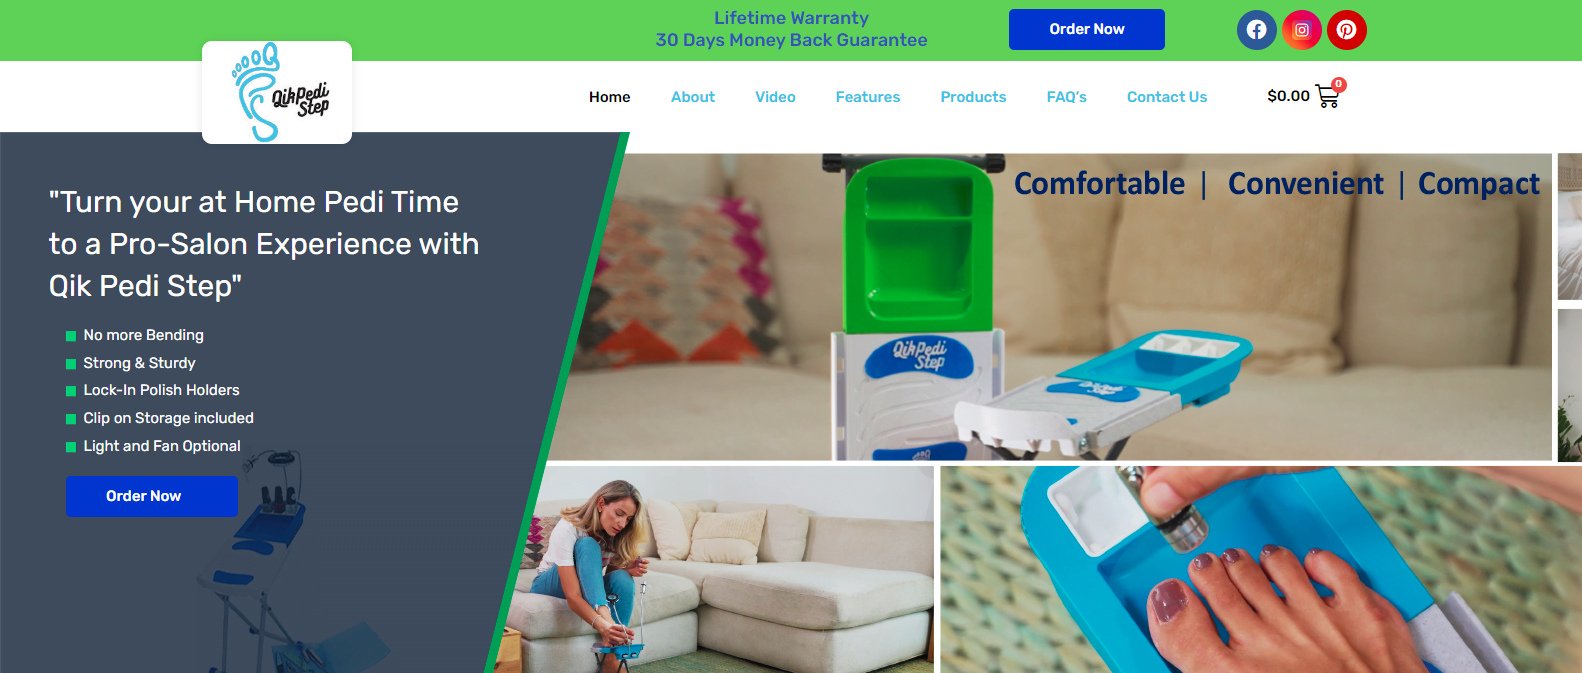 Lifetime Warranty
30 Days Money Back Guarantee
Order Now
QikPedi
Step
Home
About
Video
Features
Products
FAQ's
Contact Us
$0.00
0
"Turn your at Home Pedi Time
to a Pro-Salon Experience with
Qik Pedi Step"
No more Bending
Strong & Sturdy
Lock-In Polish Holders
Clip on Storage included
Light and Fan Optional
Order Now
Comfortable | Convenient | Compact
QikPedi
Step